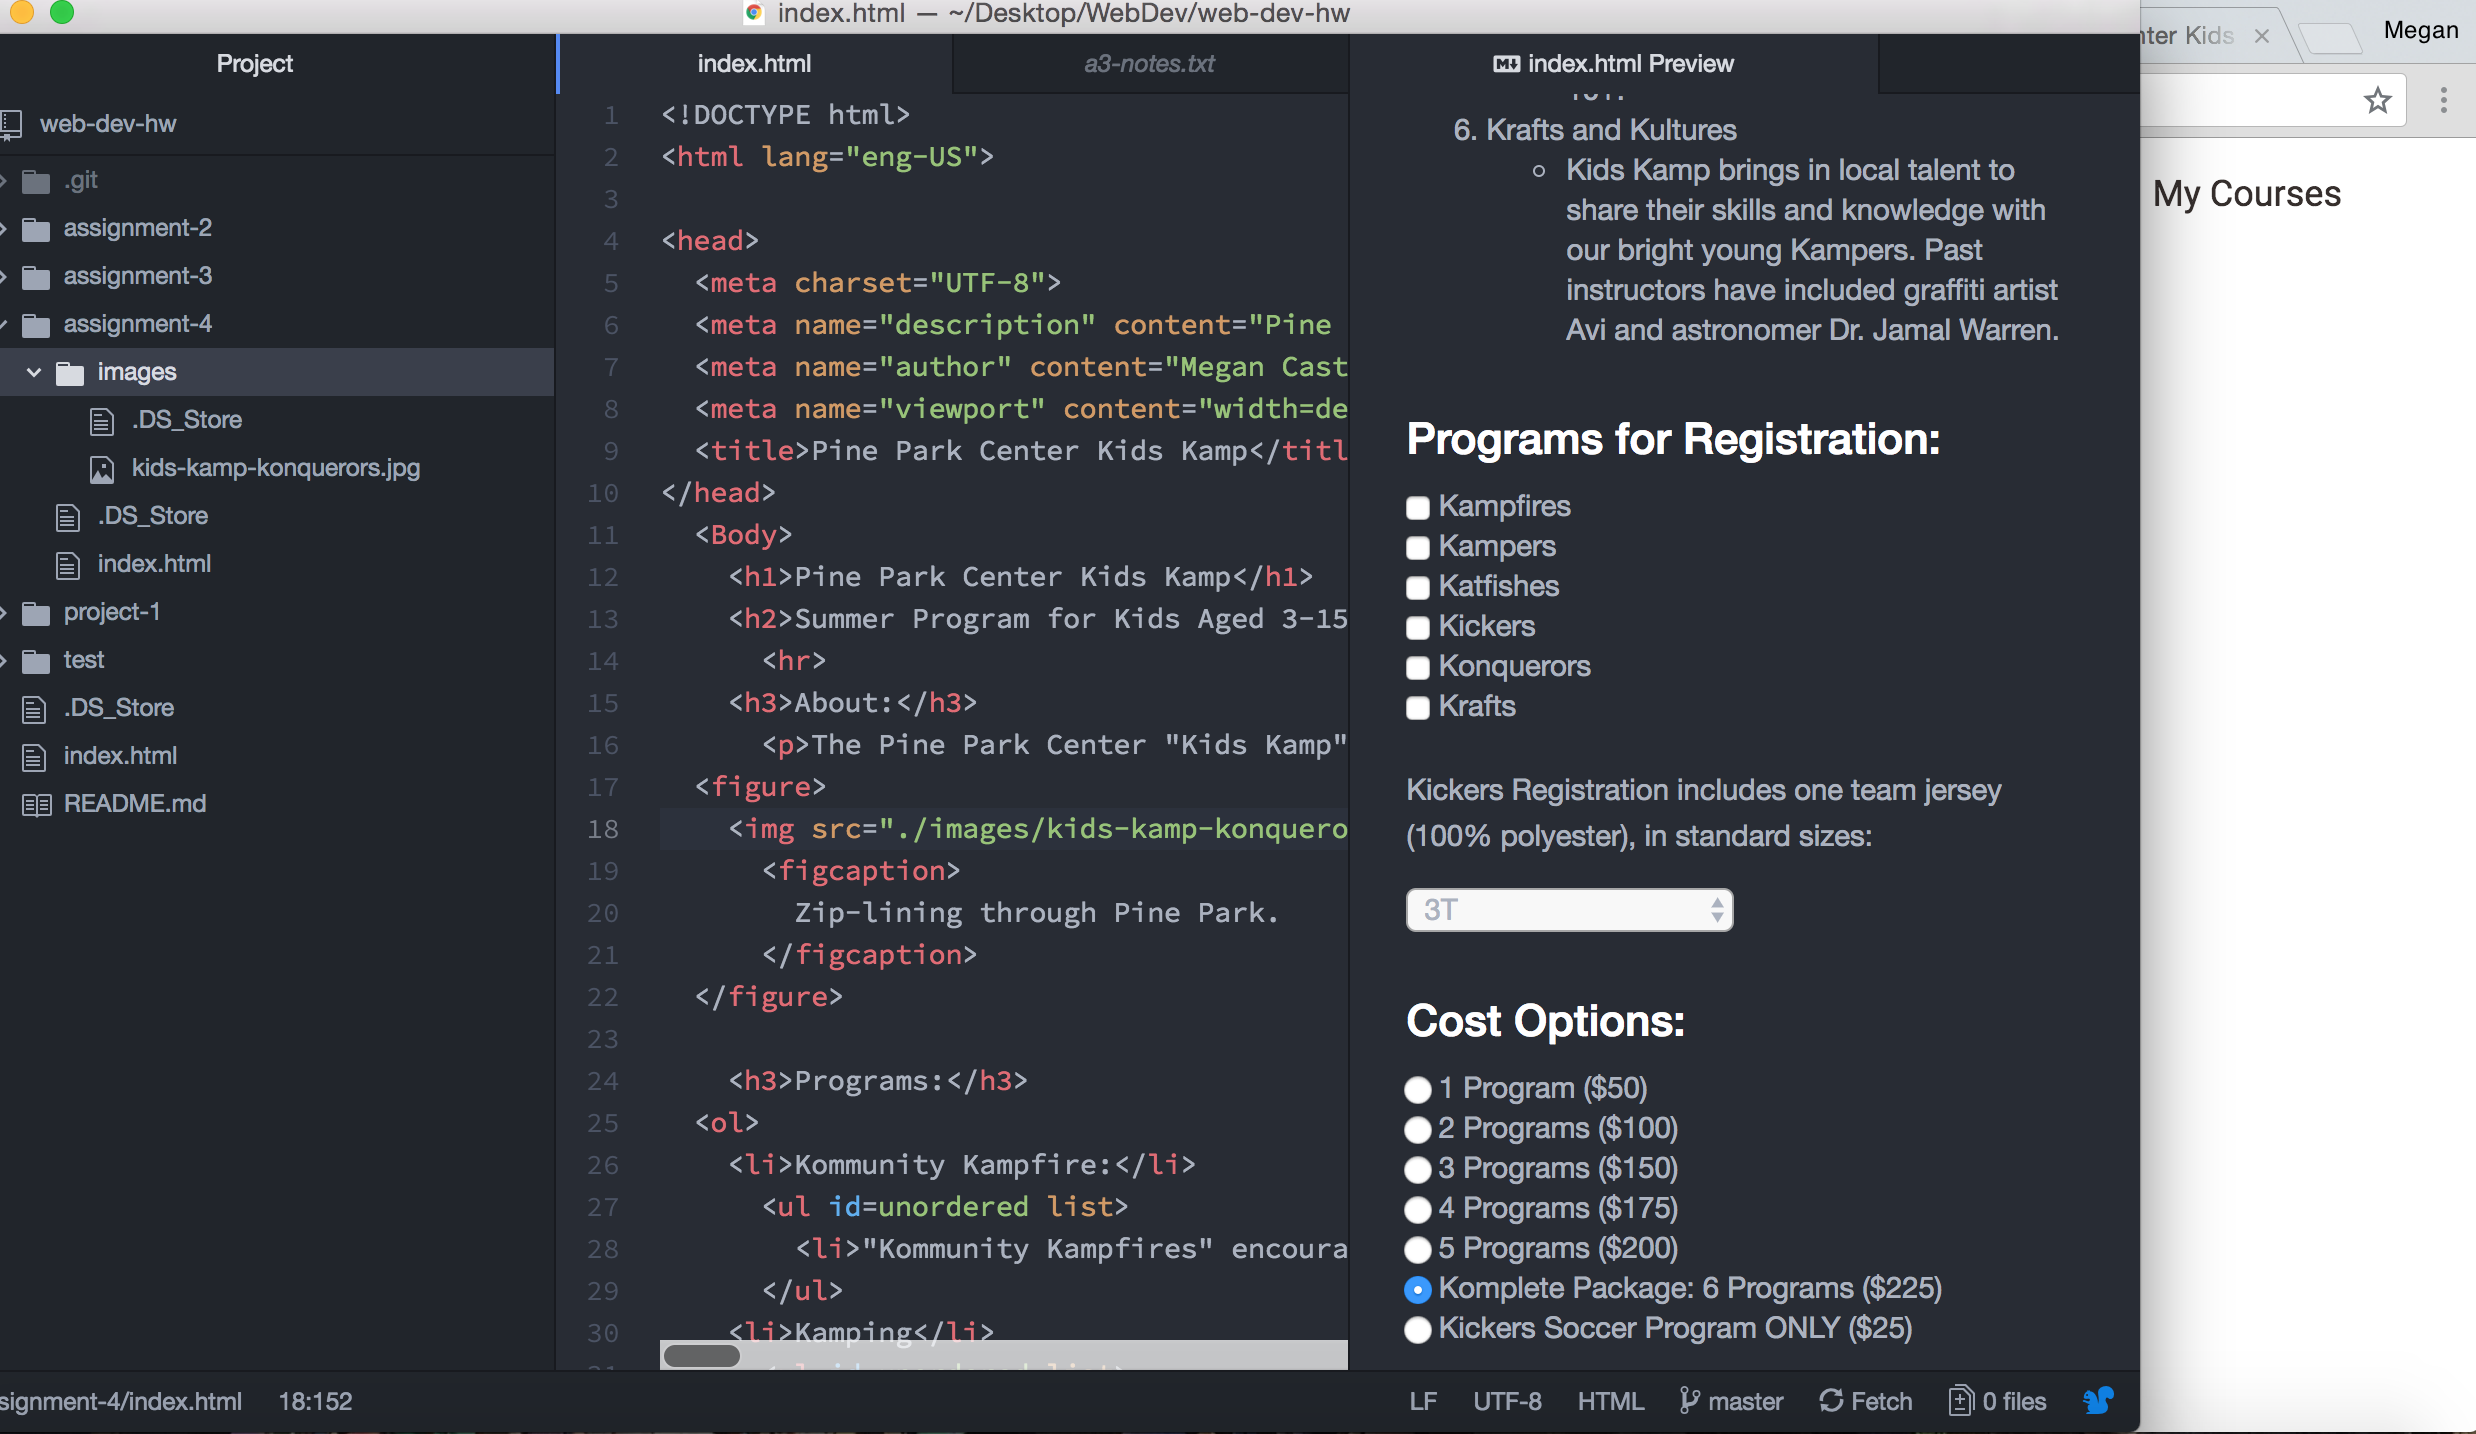 index.html — ~/Desktop/WebDev/web-dev-hw
Project
web-dev-hw
.git
assignment-2
assignment-3
assignment-4
images
.DS_Store
kids-kamp-konquerors.jpg
.DS_Store
index.html
project-1
test
.DS_Store
index.html
README.md
index.html
a3-notes.txt
1 <!DOCTYPE html>
2 <html lang="eng-US">
3
4 <head>
5 <meta charset="UTF-8">
6 <meta name="description" content="Pine
7 <meta name="author" content="Megan Cast
8 <meta name="viewport" content="width=de
9 <title>Pine Park Center Kids Kamp</titl
10 </head>
11 <Body>
12 <h1>Pine Park Center Kids Kamp</h1>
13 <h2>Summer Program for Kids Aged 3-15
14 <hr>
15 <h3>About:</h3>
16 <p>The Pine Park Center "Kids Kamp"
17 <figure>
18 <img src="./images/kids-kamp-konquero
19 <figcaption>
20 Zip-lining through Pine Park.
21 </figcaption>
22 </figure>
23
24 <h3>Programs:</h3>
25 <ol>
26 <li>Kommunity Kampfire:</li>
27 <ul id=unordered list>
28 <li>"Kommunity Kampfires" encoura
29 </ul>
30 <li>Kamping</li>
index.html Preview
6. Krafts and Kultures
Kids Kamp brings in local talent to
share their skills and knowledge with
our bright young Kampers. Past
instructors have included graffiti artist
Avi and astronomer Dr. Jamal Warren.
Programs for Registration:
Kampfires
Kampers
Katfishes
Kickers
Konquerors
Krafts
Kickers Registration includes one team jersey
(100% polyester), in standard sizes:
3T
Cost Options:
1 Program ($50)
2 Programs ($100)
3 Programs ($150)
4 Programs ($175)
5 Programs ($200)
Komplete Package: 6 Programs ($225)
Kickers Soccer Program ONLY ($25)
nter Kids
Megan
My Courses
signment-4/index.html 18:152
LF UTF-8 HTML master Fetch 0 files